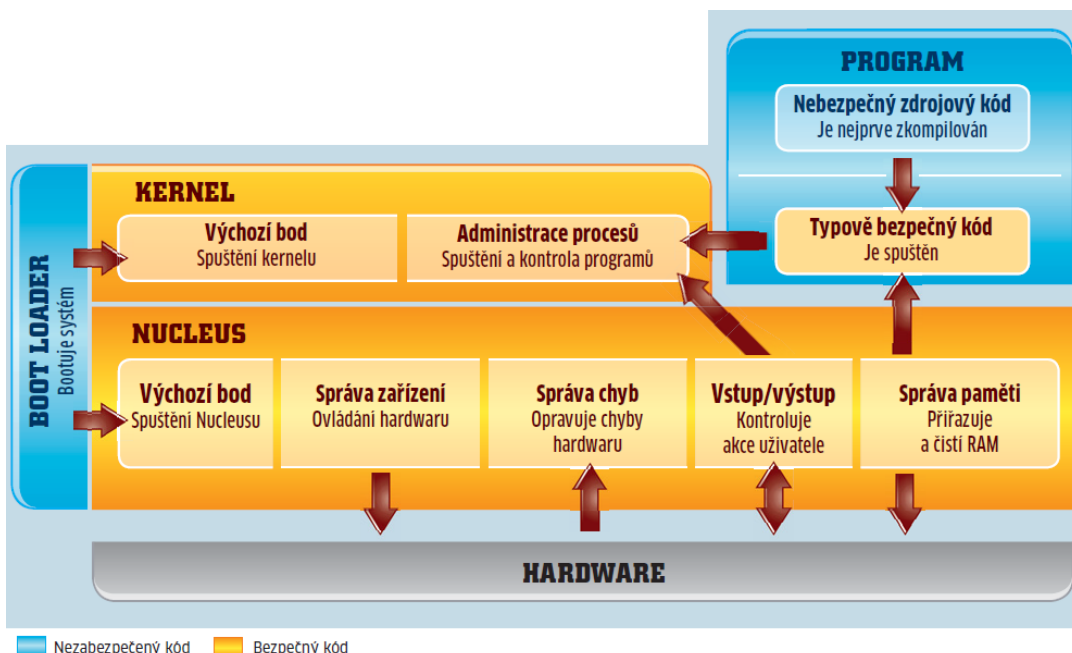 PROGRAM
Nebezpečný zdrojový kód
Je nejprve zkompilován
Typově bezpečný kód
Je spuštěn
BOOT LOADER
Bootuje systém
KERNEL
Výchozí bod
Spuštění kernelu
Administrace procesů
Spuštění a kontrola programů
NUCLEUS
Výchozí bod
Spuštění Nucleusu
Správa zařízení
Ovládání hardwaru
Správa chyb
Opravuje chyby
hardwaru
Vstup/výstup
Kontroluje
akce uživatele
Správa paměti
Přiřazuje
a čistí RAM
HARDWARE
Nezabezpečený kód
Bezpečný kód